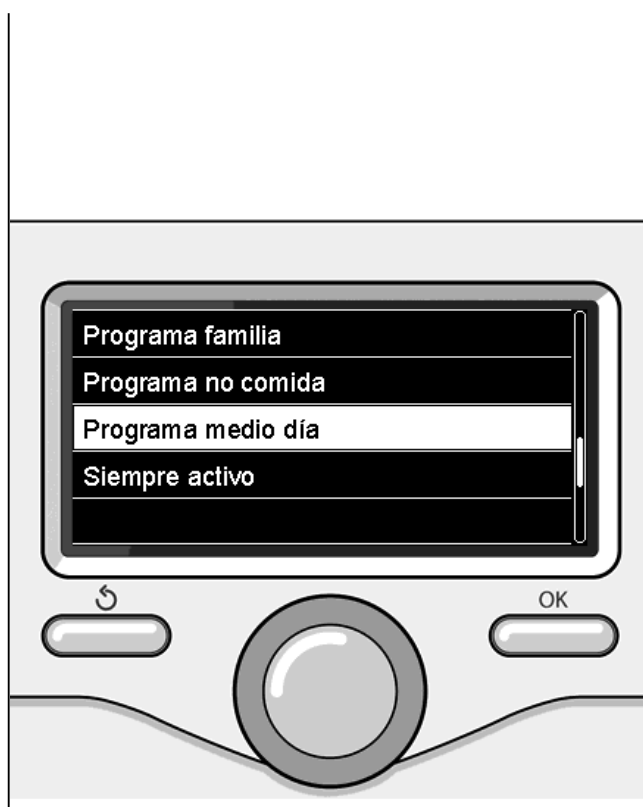 Programa familia
Programa no comida
Programa medio día
Siempre activo
OK